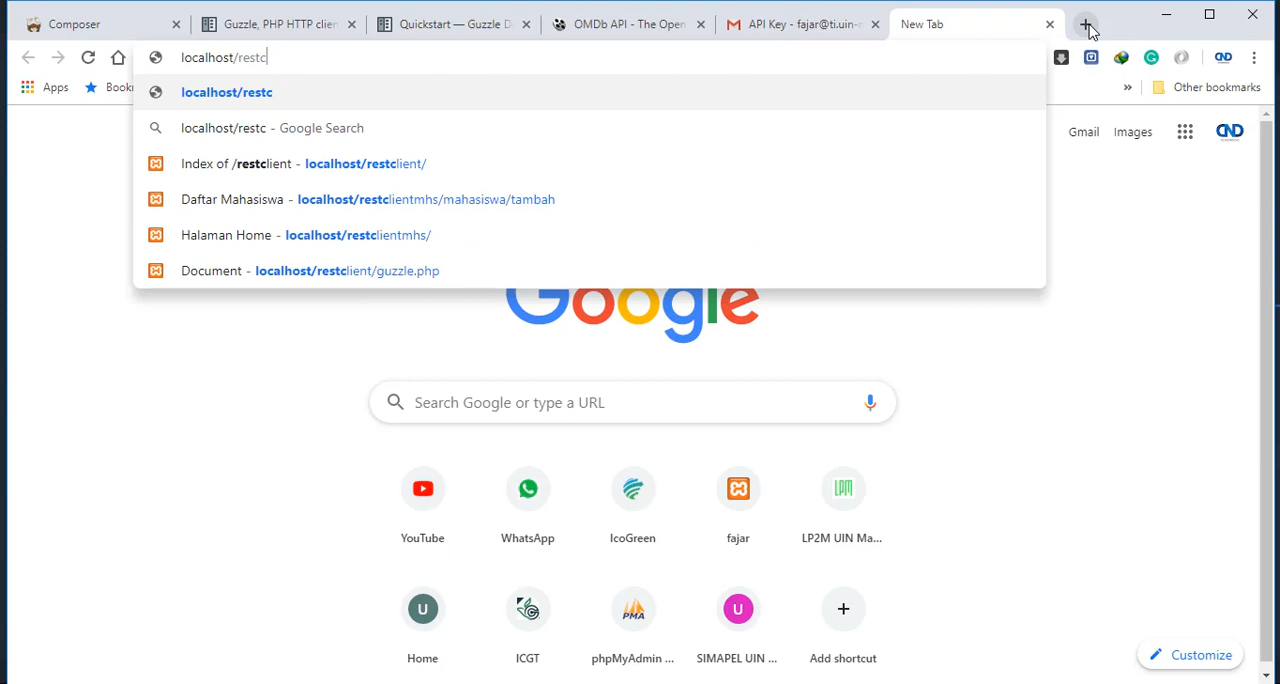 Composer
Guzzle, PHP HTTP clien
Quickstart — Guzzle D
OMDb API - The Open
API Key - fajar@ti.uin-m
New Tab
localhost/restc
Apps
Bookr
Other bookmarks
localhost/restc
localhost/restc - Google Search
Index of /restclient - localhost/restclient/
Daftar Mahasiswa - localhost/restclientmhs/mahasiswa/tambah
Halaman Home - localhost/restclientmhs/
Document - localhost/restclient/guzzle.php
Gmail Images
Google
Search Google or type a URL
YouTube WhatsApp IcoGreen fajar LP2M UIN Ma...
U U
Home ICGT phpMyAdmin ... SIMAPEL UIN ... Add shortcut
Customize